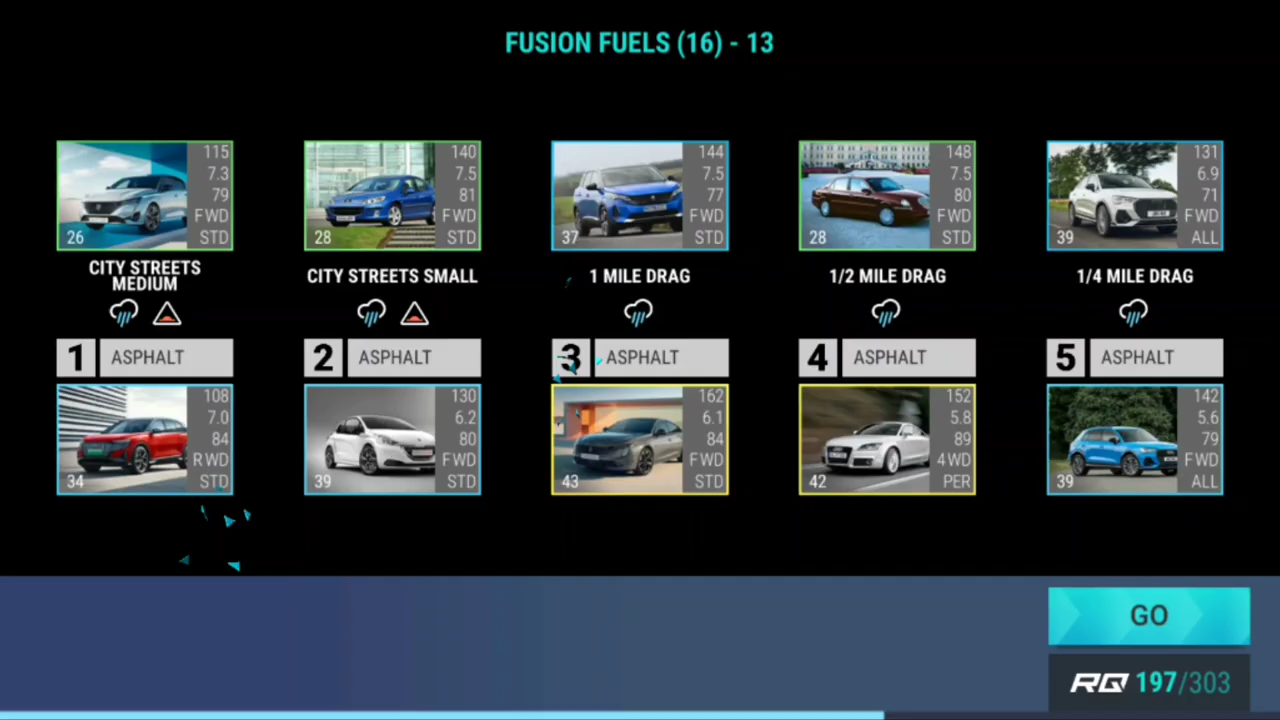 FUSION FUELS (16) - 13
115
7.3
79
FWD
STD
26
140
7.5
81
FWD
STD
28
144
7.5
77
FWD
STD
37
148
7.5
80
FWD
STD
28
131
6.9
71
FWD
ALL
39
CITY STREETS
MEDIUM
CITY STREETS SMALL
1 MILE DRAG
1/2 MILE DRAG
1/4 MILE DRAG
1 ASPHALT
2 ASPHALT
3 ASPHALT
4 ASPHALT
5 ASPHALT
108
7.0
84
RWD
STD
34
130
6.2
80
FWD
STD
39
162
6.1
84
FWD
STD
43
152
5.8
89
4WD
PER
42
142
5.6
79
FWD
ALL
39
GO
RQ 197/303